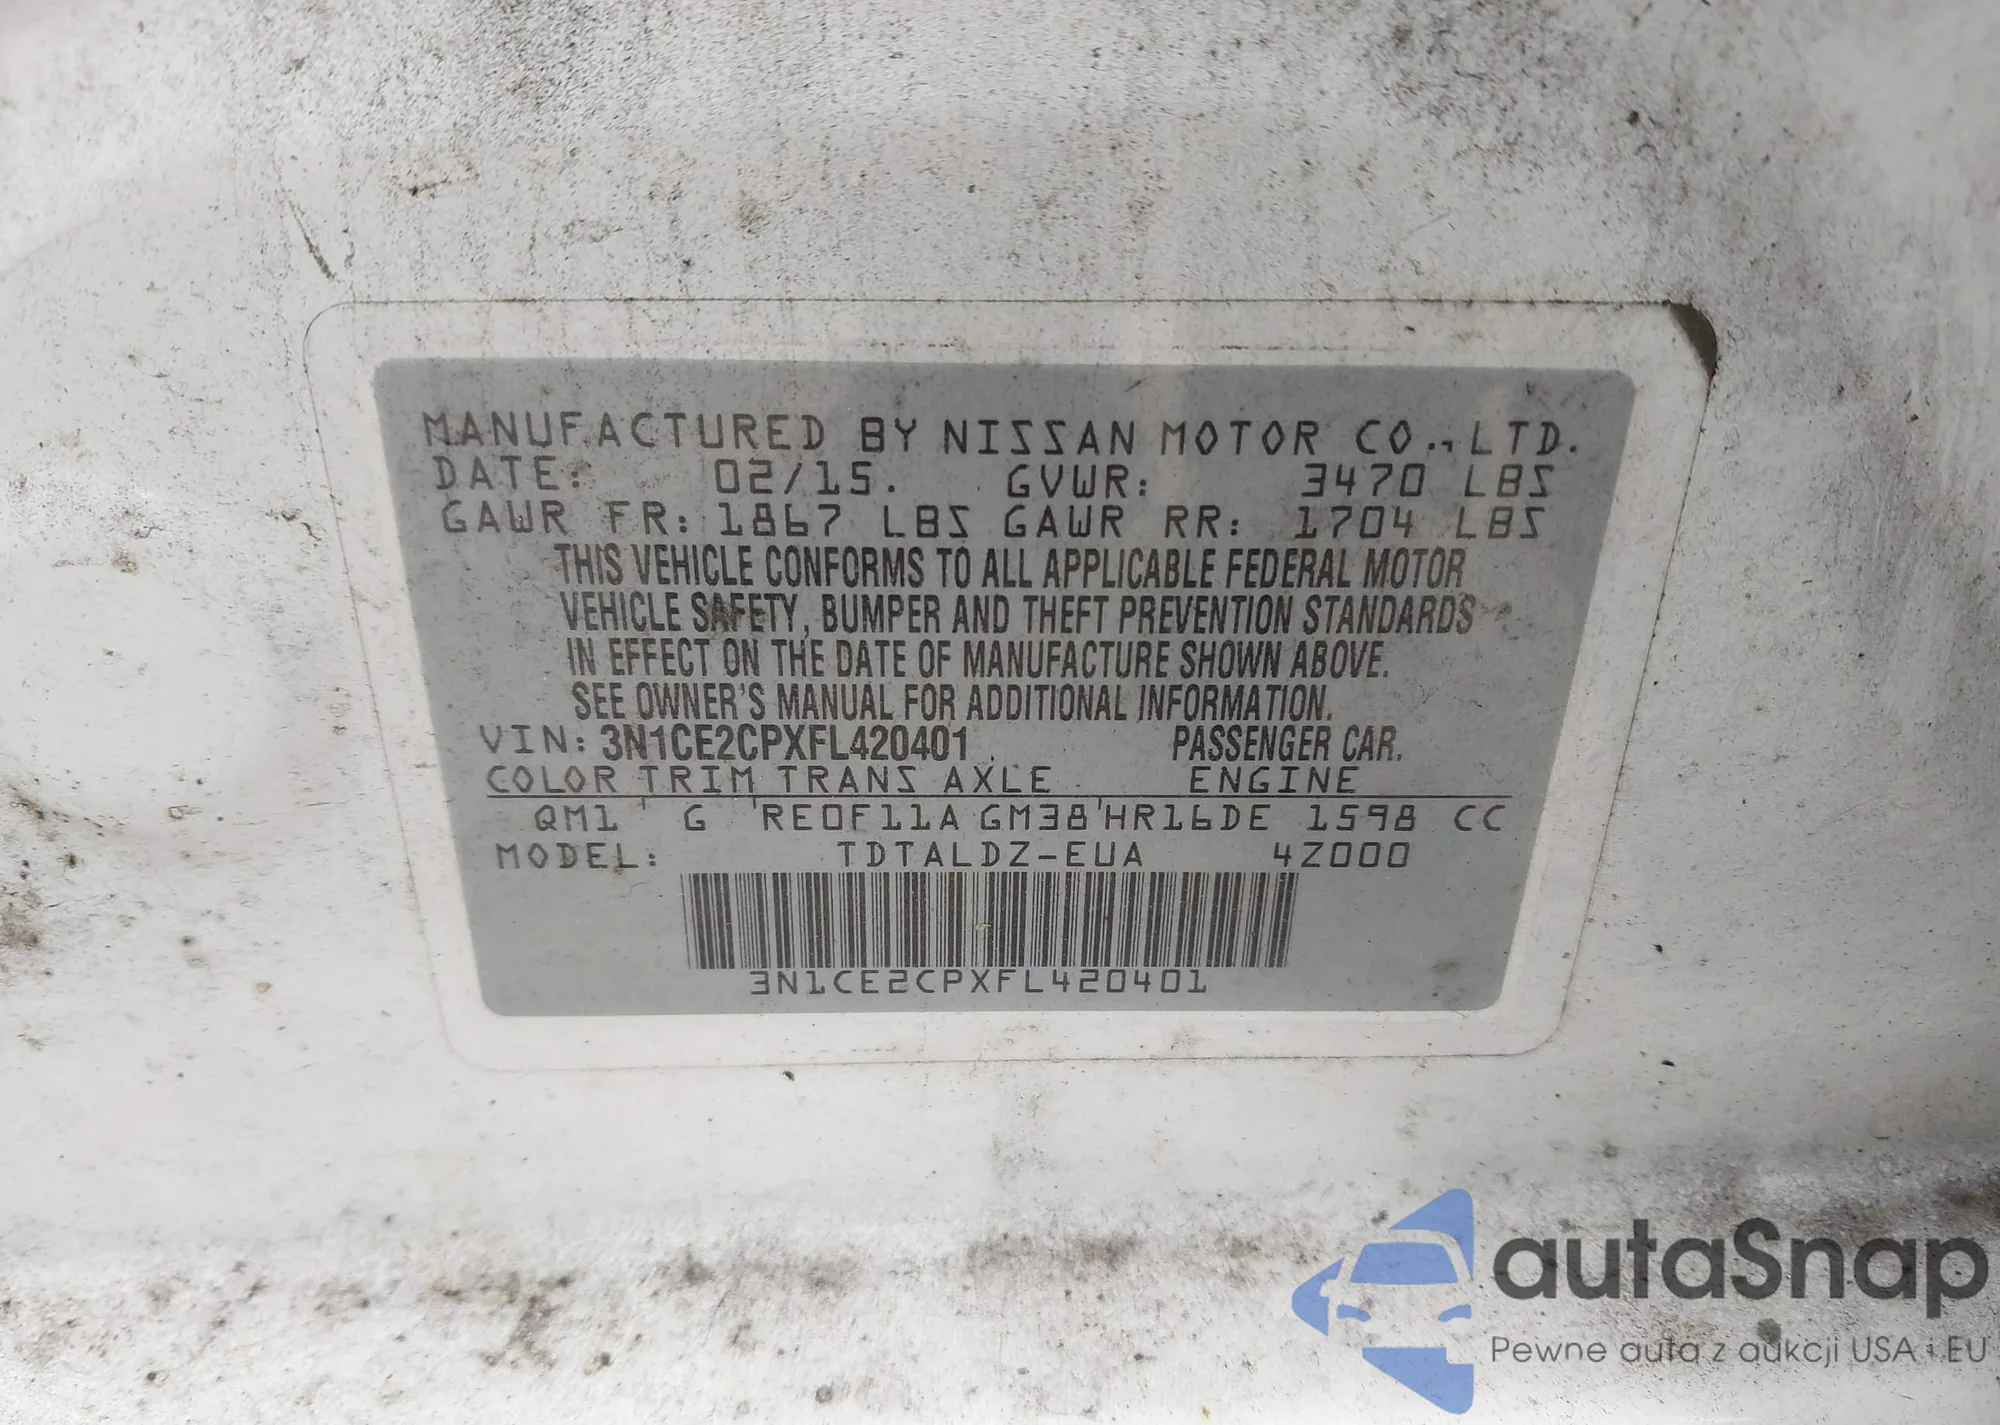 MANUFACTURED BY NISSAN MOTOR CO., LTD.
DATE: 02/15. GVWR: 3470 LBS
GAWR FR: 1867 LBS GAWR RR: 1704 LBS
THIS VEHICLE CONFORMS TO ALL APPLICABLE FEDERAL MOTOR
VEHICLE SAFETY, BUMPER AND THEFT PREVENTION STANDARDS
IN EFFECT ON THE DATE OF MANUFACTURE SHOWN ABOVE.
SEE OWNER'S MANUAL FOR ADDITIONAL INFORMATION.
VIN: 3N1CE2CPXFL420401 PASSENGER CAR.
COLOR TRIM TRANS AXLE ENGINE
QM1 G RE0F11A GM38 HR16DE 1598 CC
MODEL: TDTALDZ-EUA 4Z000
3N1CE2CPXFL420401
autaSnap
Pewne auta z aukcji USA i EU